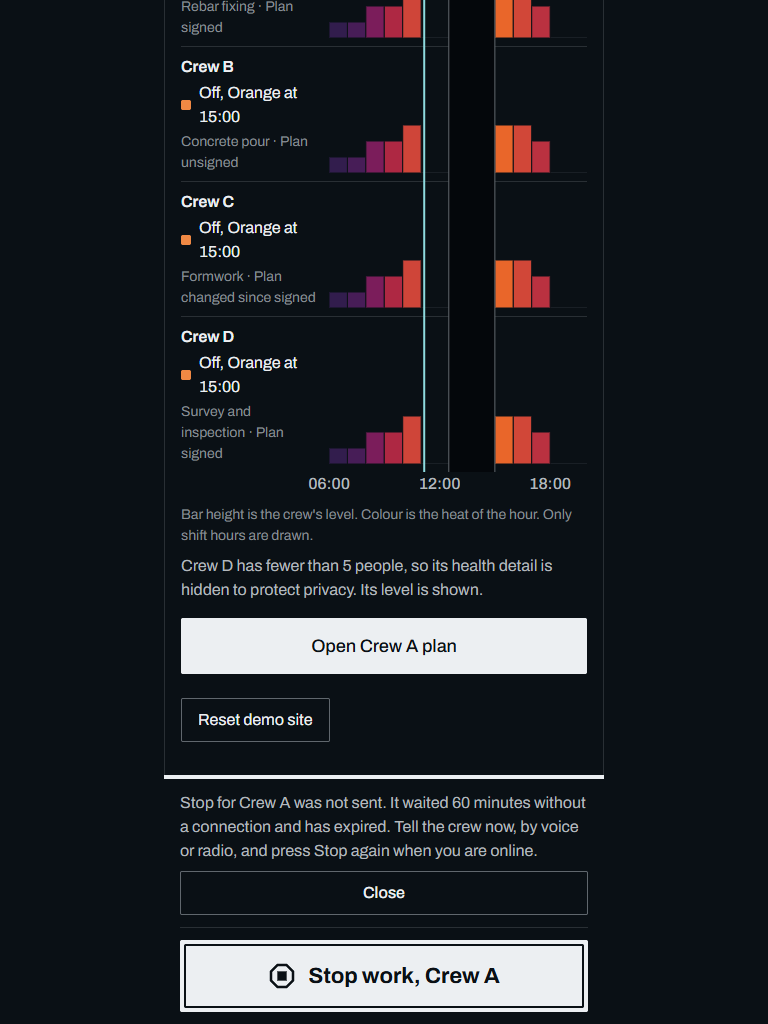 Rebar fixing · Plan
signed
Crew B
Off, Orange at
15:00
Concrete pour · Plan
unsigned
Crew C
Off, Orange at
15:00
Formwork · Plan
changed since signed
Crew D
Off, Orange at
15:00
Survey and
inspection · Plan
signed
06:00 12:00 18:00
Bar height is the crew's level. Colour is the heat of the hour. Only
shift hours are drawn.
Crew D has fewer than 5 people, so its health detail is
hidden to protect privacy. Its level is shown.
Open Crew A plan
Reset demo site
Stop for Crew A was not sent. It waited 60 minutes without
a connection and has expired. Tell the crew now, by voice
or radio, and press Stop again when you are online.
Close
Stop work, Crew A